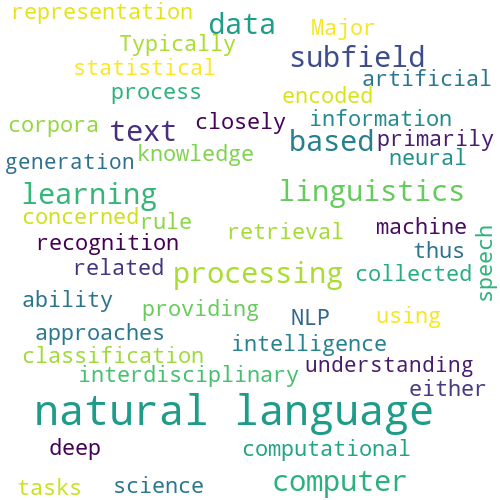 representation
data
Major
Typically
subfield
statistical
artificial
process
encoded
corpora
text
closely
information
based
primarily
generation
knowledge
neural
learning
linguistics
concerned
rule
retrieval
machine
recognition
thus
speech
related
processing
collected
ability
providing
NLP
using
approaches
intelligence
classification
understanding
interdisciplinary
either
natural language
deep
computational
tasks
science
computer